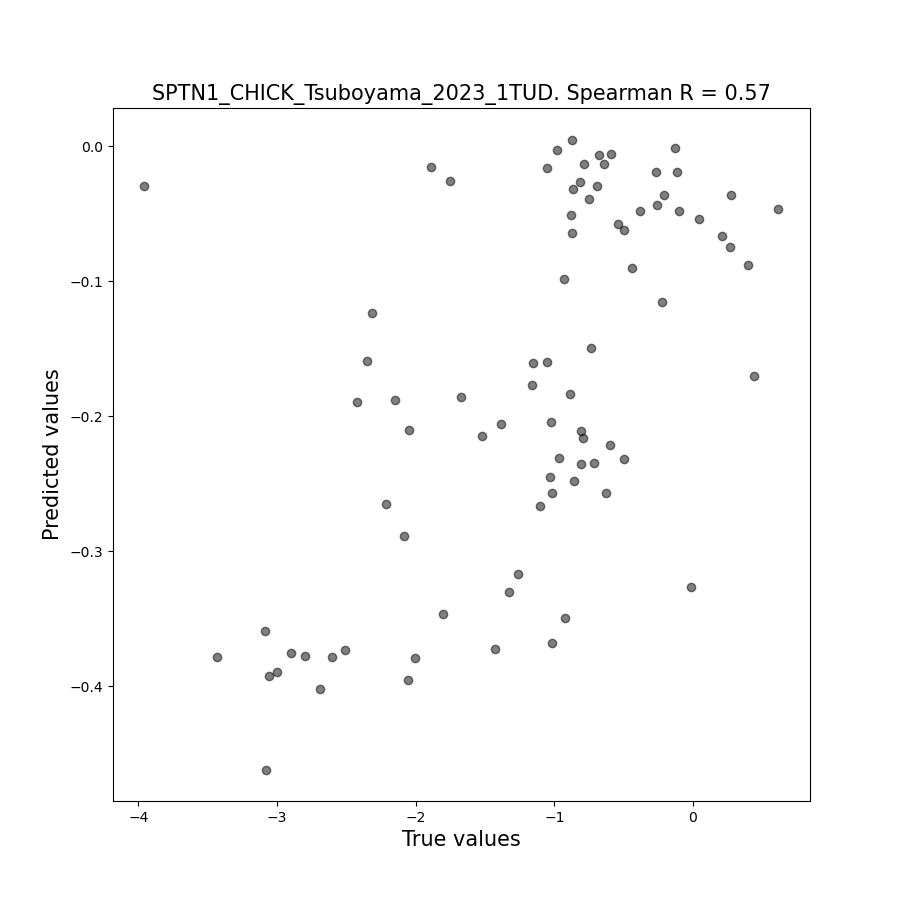 SPTN1_CHICK_Tsuboyama_2023_1TUD. Spearman R = 0.57
0.0
−0.1
−0.2
−0.3
−0.4
Predicted values
−4 −3 −2 −1 0
True values